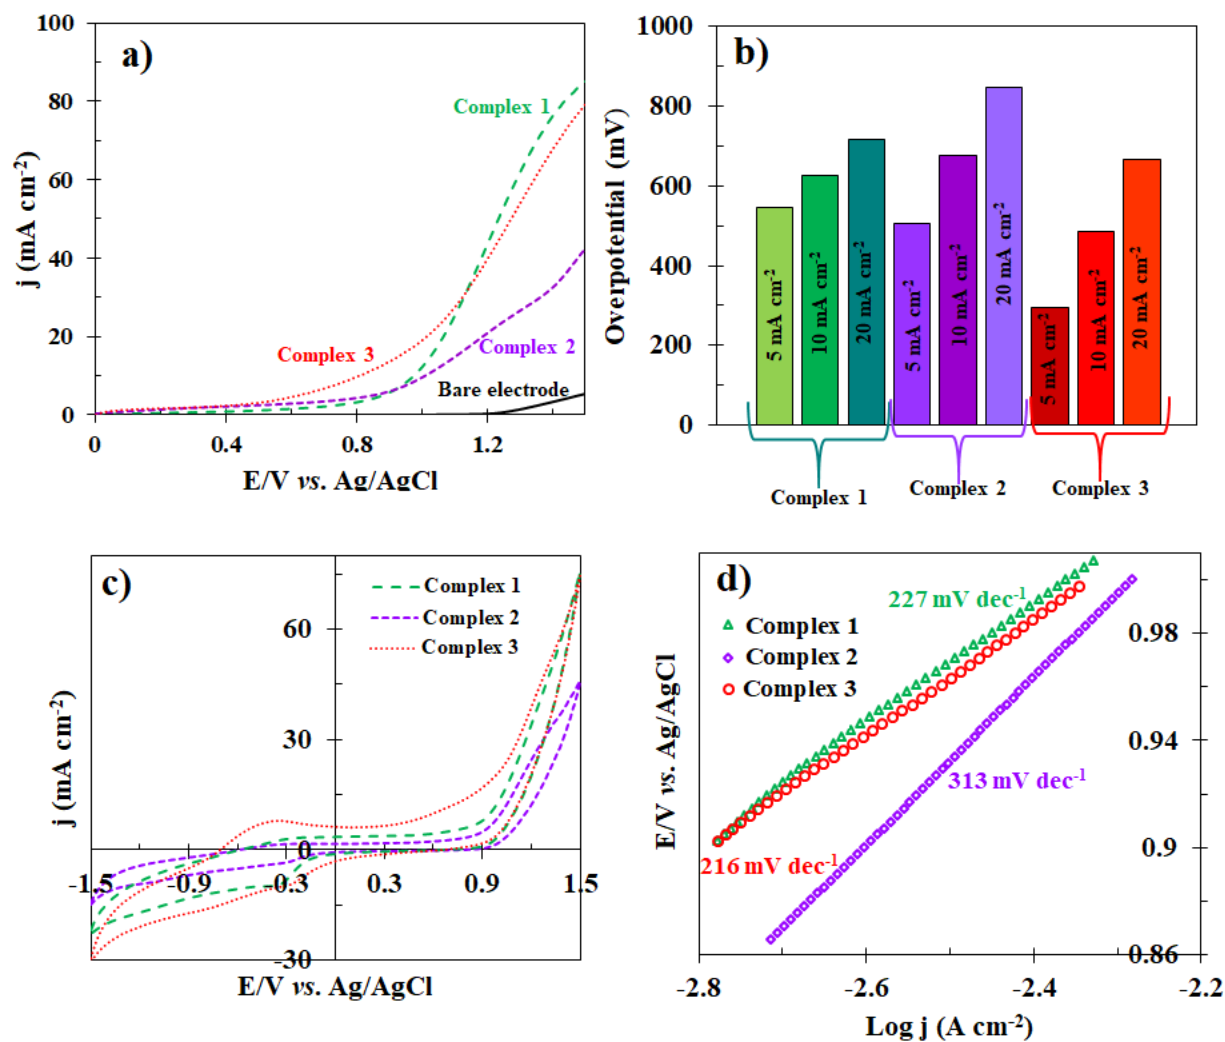 a)
100
80
60
40
20
0
j (mA cm-2)
Complex 1
Complex 3
Complex 2
Bare electrode
0
0.4
0.8
1.2
E/V vs. Ag/AgCl
b)
1000
800
600
400
200
0
Overpotential (mV)
5 mA cm-2
10 mA cm-2
20 mA cm-2
5 mA cm-2
10 mA cm-2
20 mA cm-2
5 mA cm-2
10 mA cm-2
20 mA cm-2
Complex 1
Complex 2
Complex 3
c)
Complex 1
Complex 2
Complex 3
60
30
0
-30
j (mA cm-2)
-1.5
-0.9
-0.3
0.3
0.9
1.5
E/V vs. Ag/AgCl
d)
227 mV dec-1
Complex 1
Complex 2
Complex 3
313 mV dec-1
216 mV dec-1
0.98
0.94
0.9
0.86
E/V vs. Ag/AgCl
-2.8
-2.6
-2.4
-2.2
Log j (A cm-2)